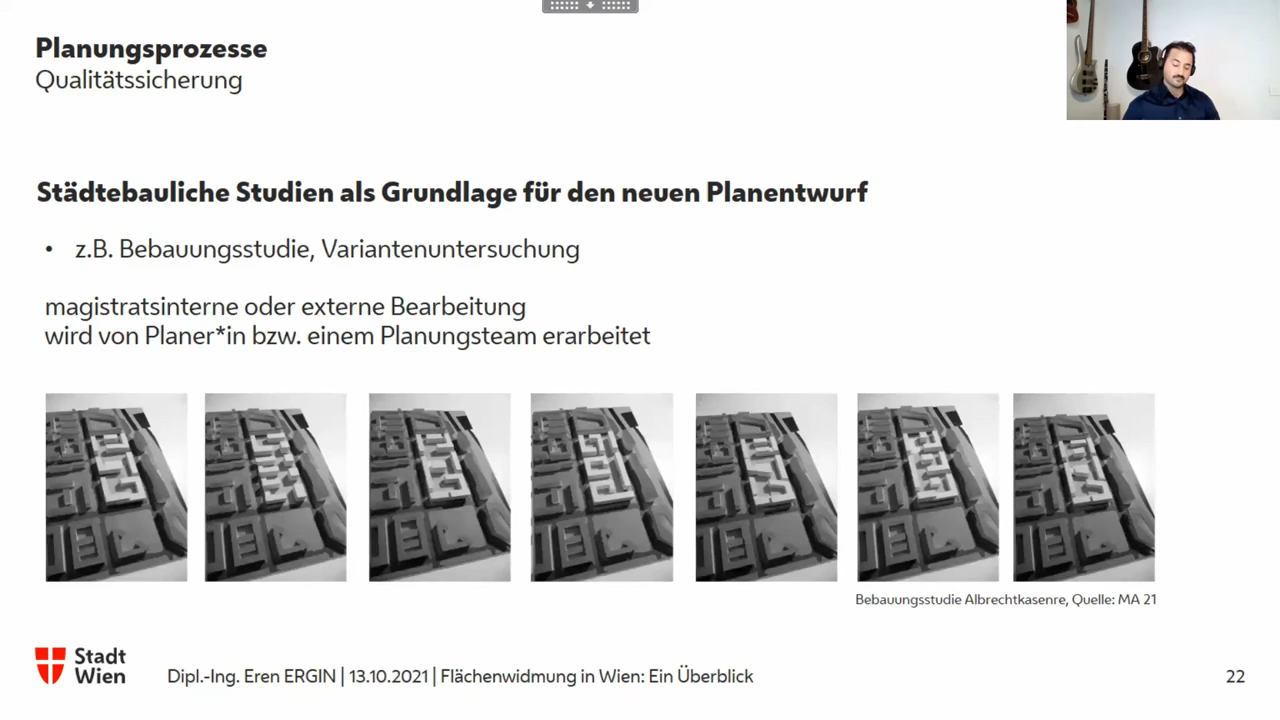 Planungsprozesse
Qualitätssicherung
Städtebauliche Studien als Grundlage für den neuen Planentwurf
• z.B. Bebauungsstudie, Variantenuntersuchung
magistratsinterne oder externe Bearbeitung
wird von Planer*in bzw. einem Planungsteam erarbeitet
Bebauungsstudie Albrechtkasenre, Quelle: MA 21
Stadt
Wien
Dipl.-Ing. Eren ERGIN | 13.10.2021 | Flächenwidmung in Wien: Ein Überblick
22